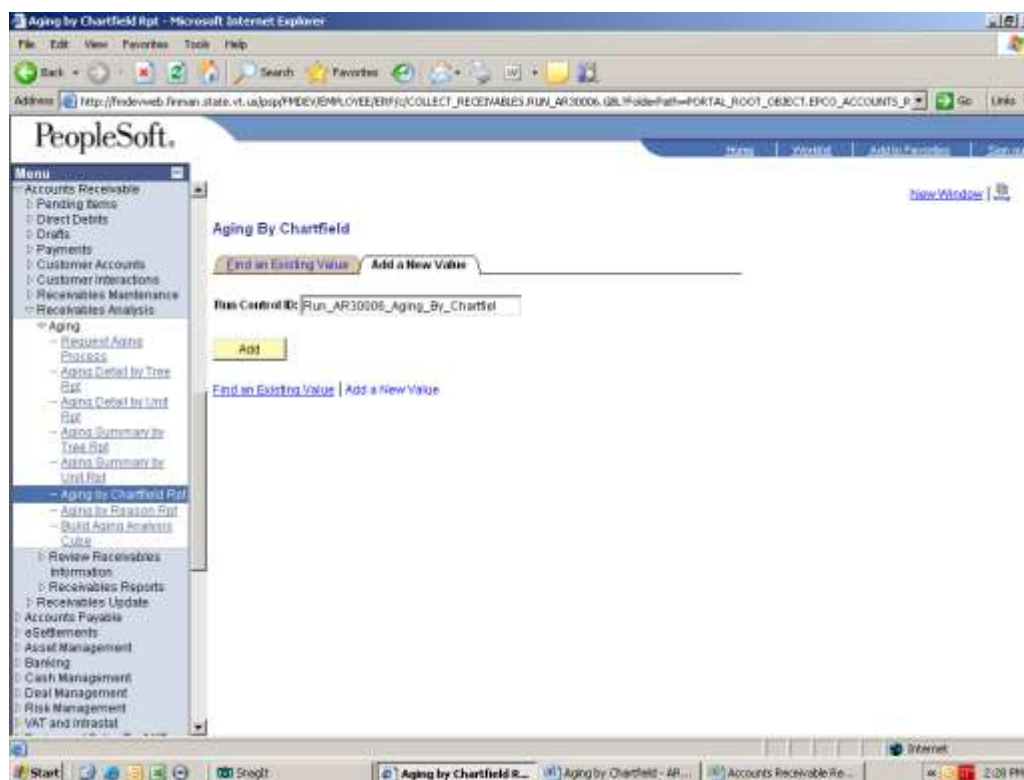 Aging by Chartfield Rpt - Microsoft Internet Explorer
File Edit View Favorites Tools Help
Back Search Favorites
Address Go Links
PeopleSoft.
Home Worklist Add to Favorites Sign out
Menu
New Window
Accounts Receivable
Pending Items
Direct Debits
Drafts
Payments
Customer Accounts
Customer Interactions
Receivables Maintenance
Receivables Analysis
Aging
- Request Aging
Process
- Aging Detail by Tree
Rpt
- Aging Detail by Unit
Rpt
- Aging Summary by
Tree Rpt
- Aging Summary by
Unit Rpt
- Aging by Chartfield Rpt
- Aging by Reason Rpt
- Build Aging Analysis
Cube
Review Receivables
Information
Receivables Reports
Receivables Update
Accounts Payable
eSettlements
Asset Management
Banking
Cash Management
Deal Management
Risk Management
VAT and Intrastat
Aging By Chartfield
Find an Existing Value Add a New Value
Run Control ID: Run_AR30006_Aging_By_Chartfiel
Add
Find an Existing Value | Add a New Value
Internet
Start SnagIt Aging by Chartfield R... Aging by Chartfield - AR... Accounts Receivable Re... 2:28 PM